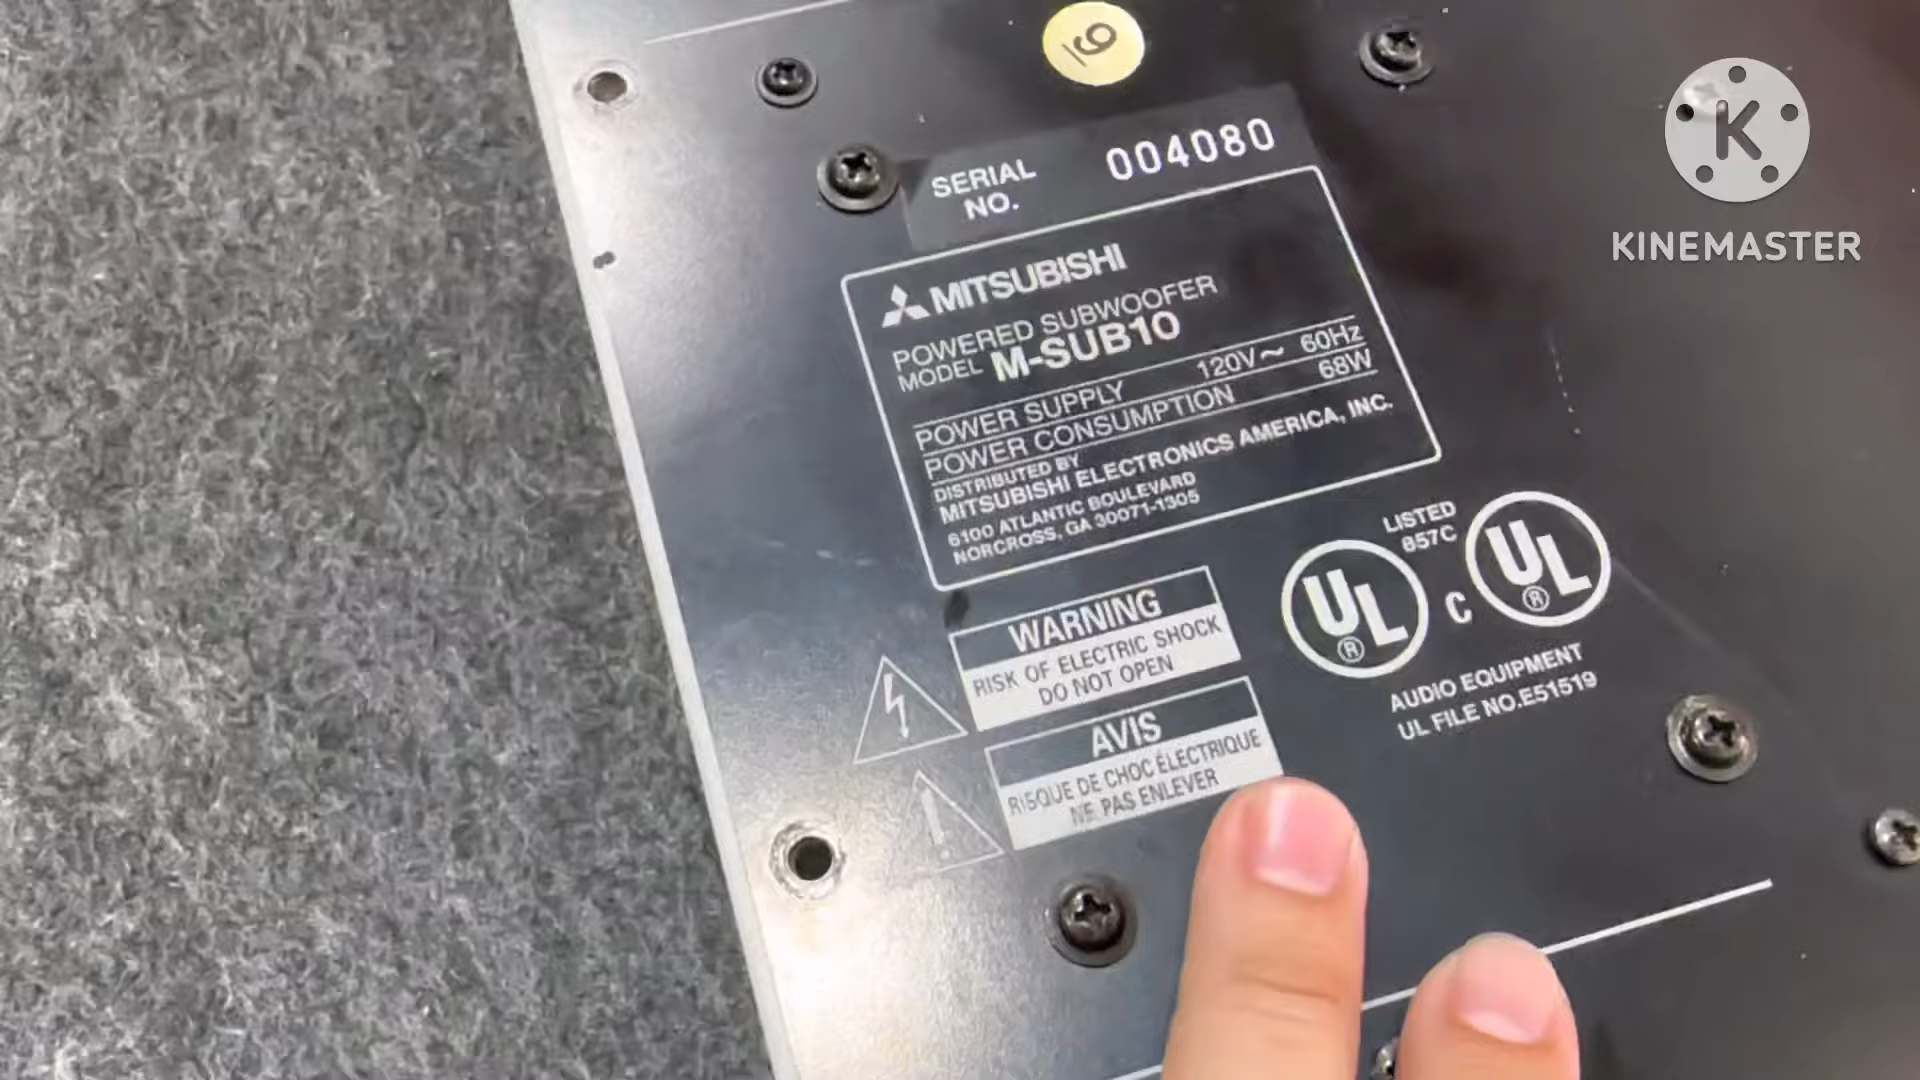 9
SERIAL NO. 004080
MITSUBISHI
POWERED SUBWOOFER
MODEL M-SUB10
POWER SUPPLY 120V~ 60Hz
POWER CONSUMPTION 68W
DISTRIBUTED BY
MITSUBISHI ELECTRONICS AMERICA, INC.
6100 ATLANTIC BOULEVARD
NORCROSS, GA 30071-1305
WARNING
RISK OF ELECTRIC SHOCK
DO NOT OPEN
AVIS
RISQUE DE CHOC ÉLECTRIQUE
NE PAS ENLEVER
LISTED
857C
UL® C UL®
AUDIO EQUIPMENT
UL FILE NO.E51519
K
KINEMASTER